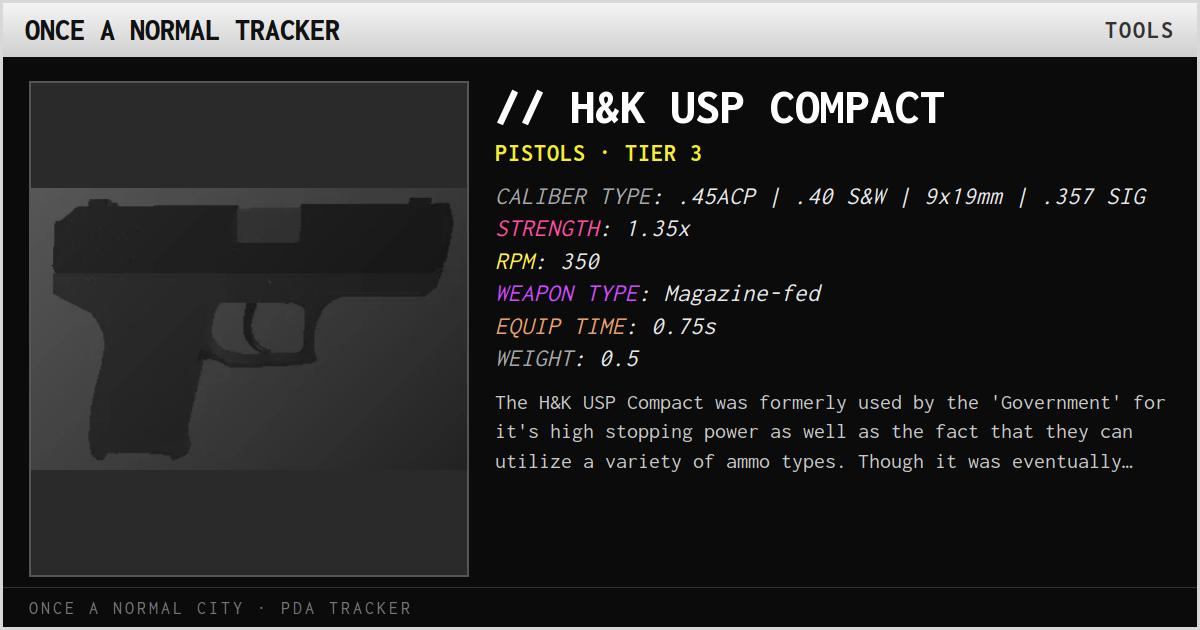 ONCE A NORMAL TRACKER
TOOLS
// H&K USP COMPACT
PISTOLS · TIER 3
CALIBER TYPE: .45ACP | .40 S&W | 9x19mm | .357 SIG
STRENGTH: 1.35x
RPM: 350
WEAPON TYPE: Magazine-fed
EQUIP TIME: 0.75s
WEIGHT: 0.5
The H&K USP Compact was formerly used by the 'Government' for
it's high stopping power as well as the fact that they can
utilize a variety of ammo types. Though it was eventually…
ONCE A NORMAL CITY · PDA TRACKER